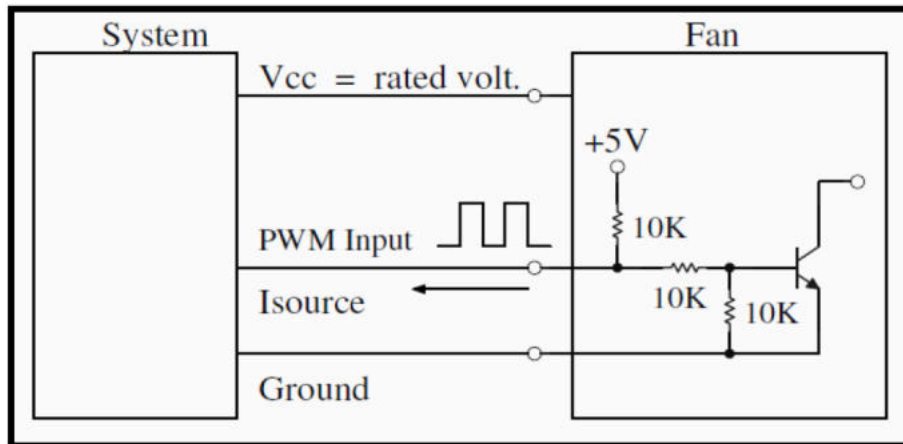 System
Fan
Vcc = rated volt.
+5V
10K
PWM Input
10K
10K
Isource
Ground